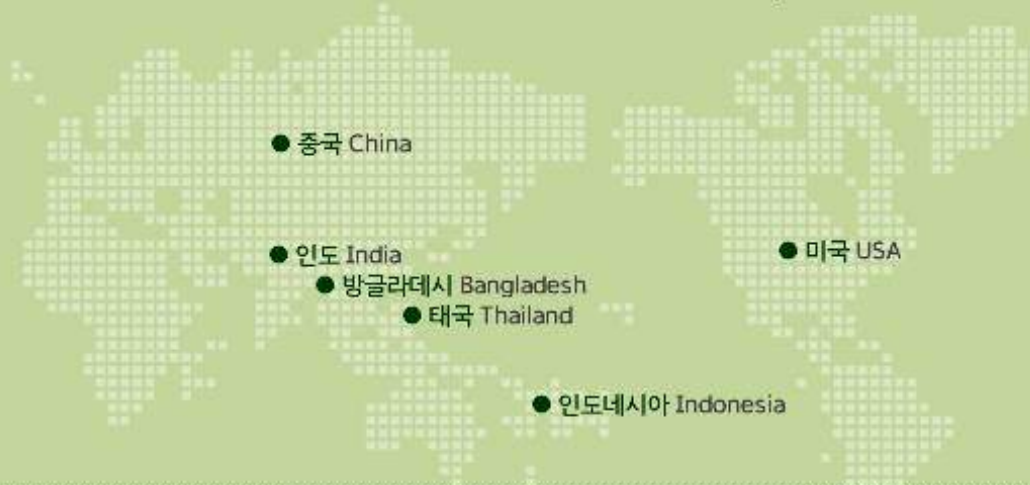 중국 China
인도 India
미국 USA
방글라데시 Bangladesh
태국 Thailand
인도네시아 Indonesia